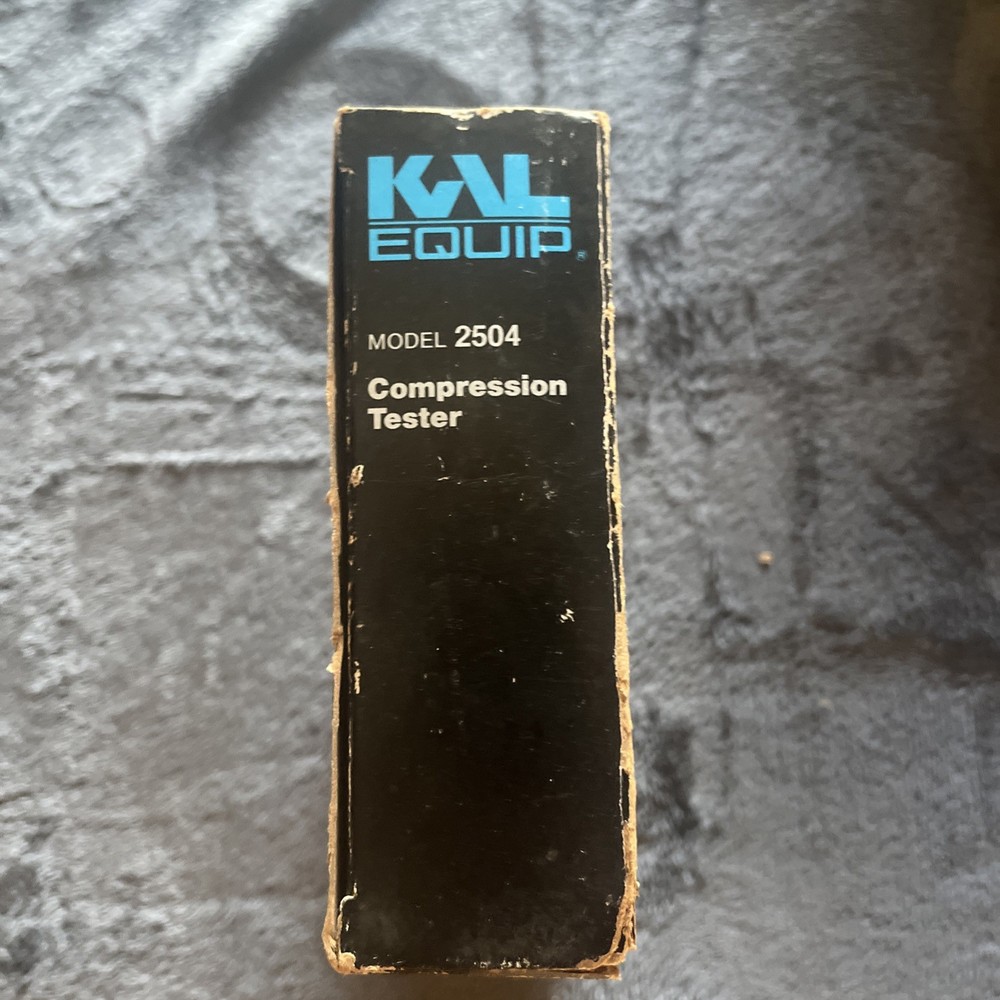 KAL
EQUIP®
MODEL 2504
Compression
Tester